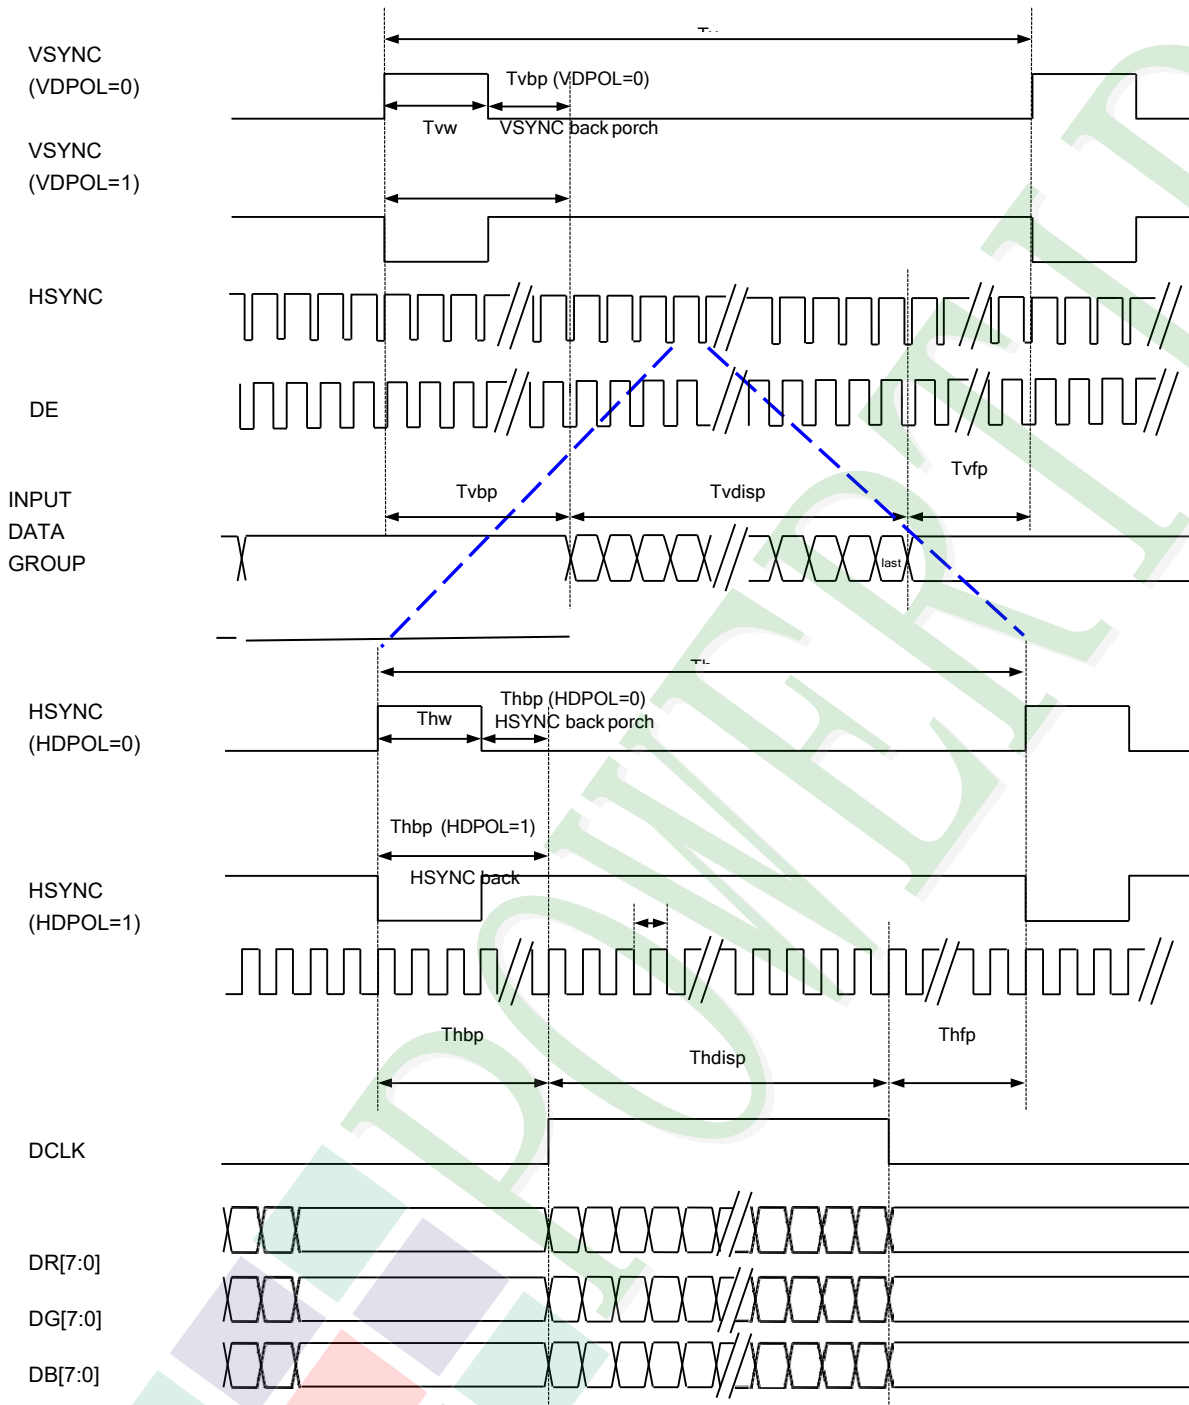 VSYNC
(VDPOL=0)
Tvbp (VDPOL=0)
Tvw
VSYNC back porch
VSYNC
(VDPOL=1)
HSYNC
DE
Tvfp
Tvbp
Tvdisp
INPUT
DATA
GROUP
last
Thbp (HDPOL=0)
HSYNC
(HDPOL=0)
Thw
HSYNC back porch
Thbp (HDPOL=1)
HSYNC back
HSYNC
(HDPOL=1)
Thbp
Thdisp
Thfp
DCLK
DR[7:0]
DG[7:0]
DB[7:0]
POWERTIP